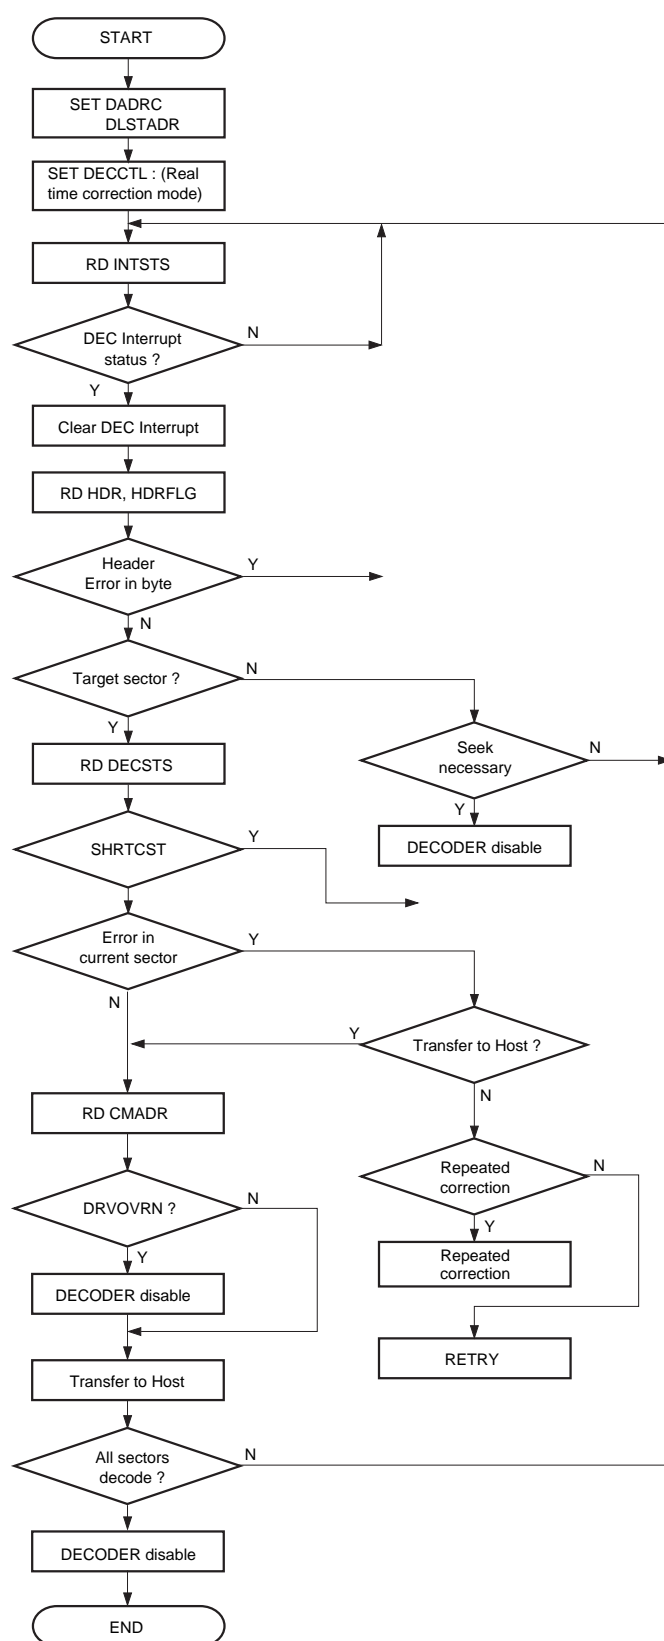 START
SET DADRC
DLSTADR
SET DECCTL : (Real
time correction mode)
RD INTSTS
DEC Interrupt
status ?
N
Y
Clear DEC Interrupt
RD HDR, HDRFLG
Header
Error in byte
Y
N
Target sector ?
N
Y
Seek
necessary
N
Y
RD DECSTS
DECODER disable
SHRTCST
Y
Error in
current sector
Y
N
Transfer to Host ?
Y
N
RD CMADR
Repeated
correction
N
Y
DRVOVRN ?
N
Y
Repeated
correction
DECODER disable
RETRY
Transfer to Host
All sectors
decode ?
N
DECODER disable
END